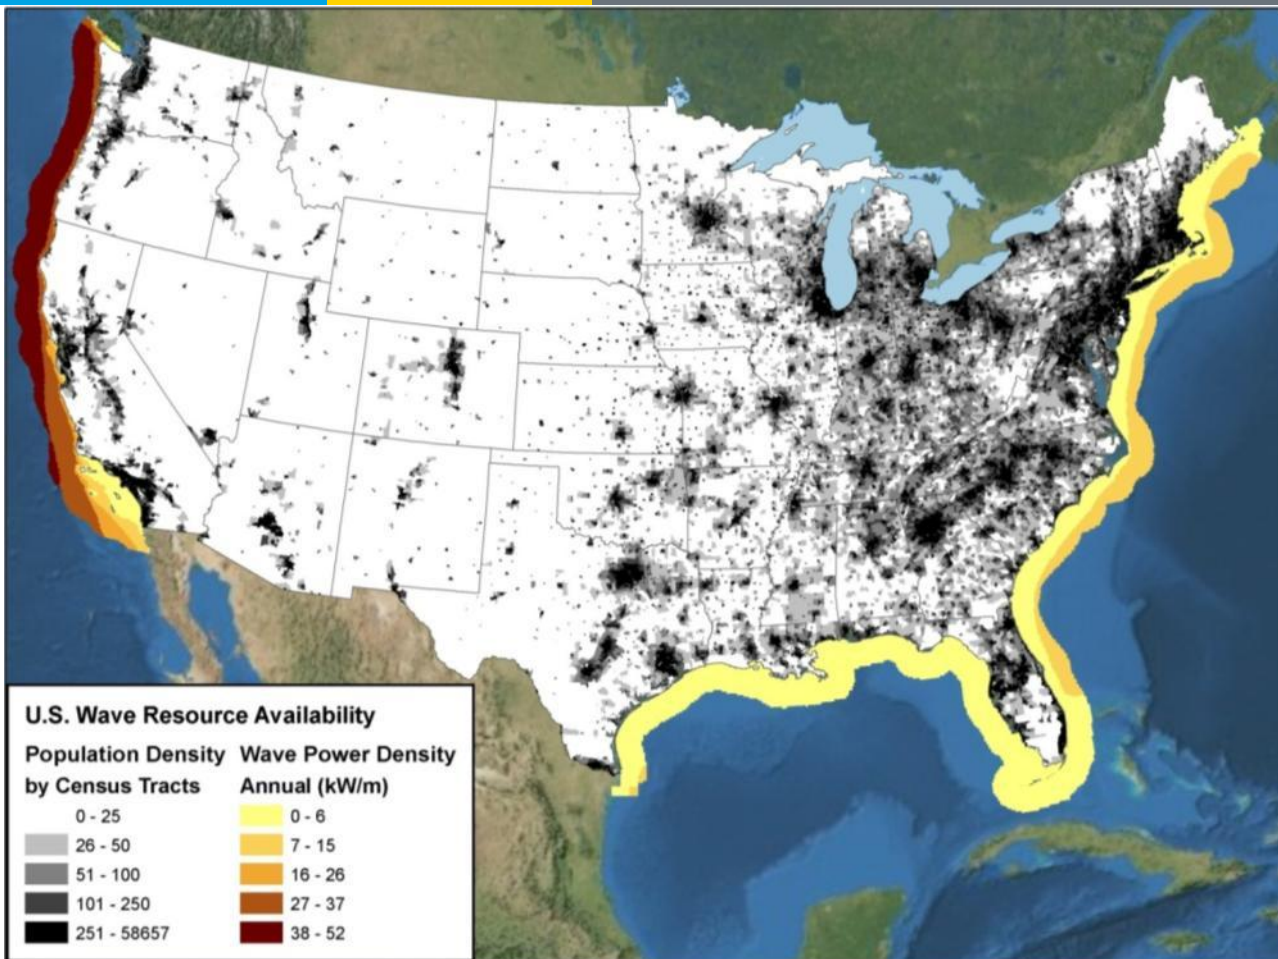 U.S. Wave Resource Availability
Population Density
by Census Tracts
0 - 25
26 - 50
51 - 100
101 - 250
251 - 58657
Wave Power Density
Annual (kW/m)
0 - 6
7 - 15
16 - 26
27 - 37
38 - 52